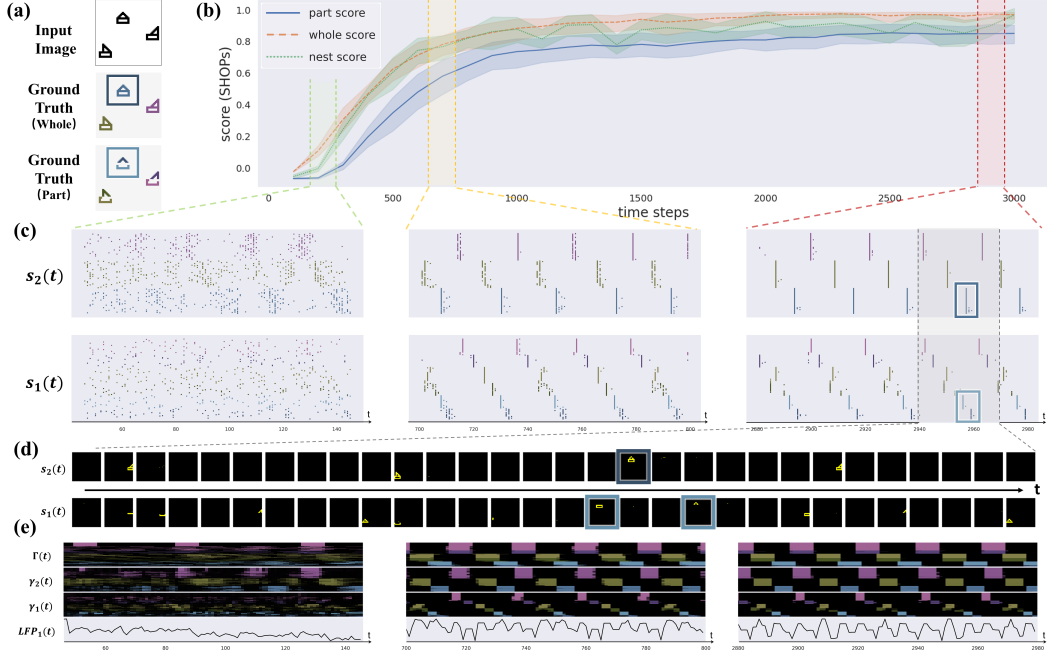 (a)
Input
Image
Ground
Truth
(Whole)
Ground
Truth
(Part)
(b)
part score
whole score
nest score
score (SHOPs)
1.0
0.8
0.6
0.4
0.2
0.0
0 500 1000 1500 2000 2500 3000
time steps
(c)
s₂(t)
s₁(t)
60 80 100 120 140 t
700 720 740 760 780 800 t
2880 2900 2920 2940 2960 2980 t
(d)
s₂(t)
t
s₁(t)
(e)
Γ(t)
γ₂(t)
γ₁(t)
LFP₁(t)
60 80 100 120 140 t
700 720 740 760 780 800 t
2880 2900 2920 2940 2960 2980 t